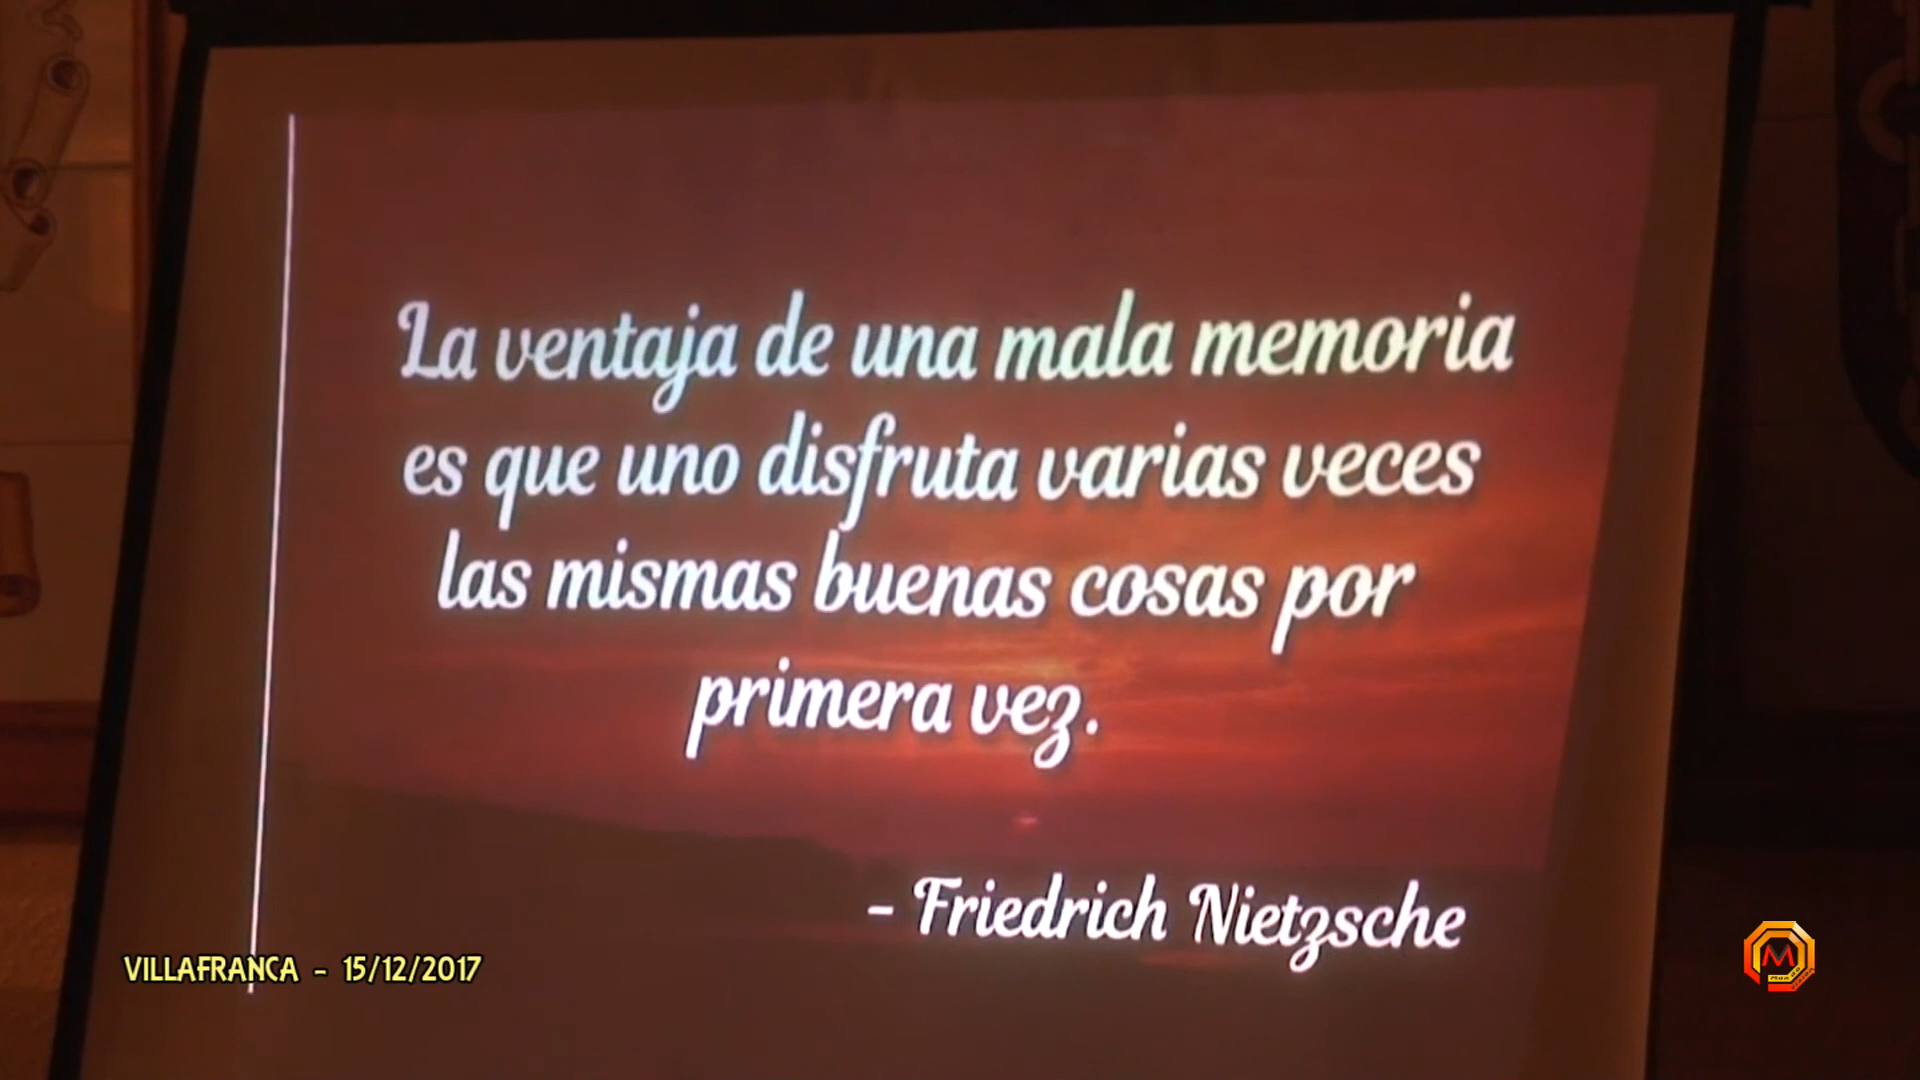 La ventaja de una mala memoria
es que uno disfruta varias veces
las mismas buenas cosas por
primera vez.
- Friedrich Nietzsche
VILLAFRANCA - 15/12/2017
M